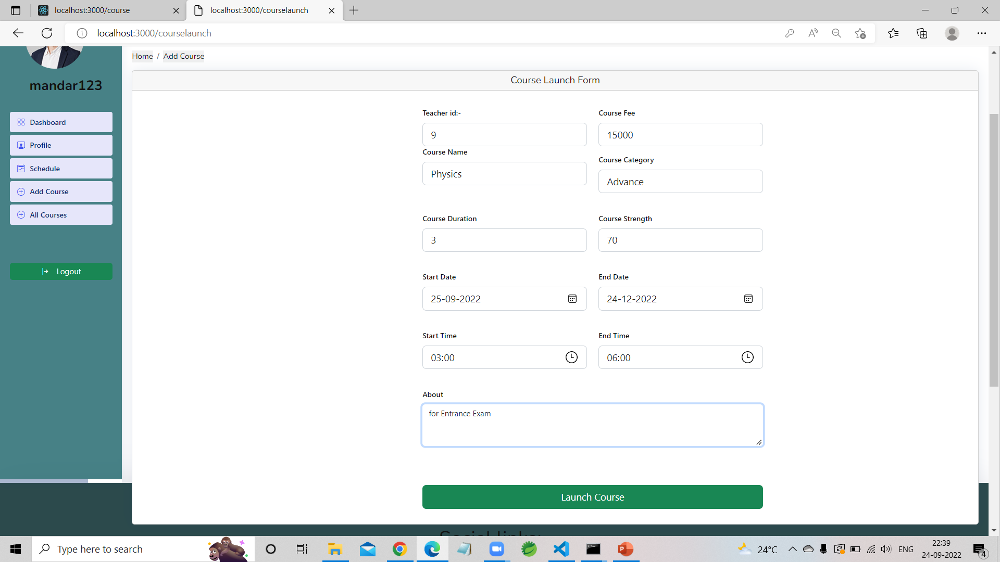 localhost:3000/course
localhost:3000/courselaunch
localhost:3000/courselaunch
Home / Add Course
mandar123
Dashboard
Profile
Schedule
Add Course
All Courses
Logout
Course Launch Form
Teacher id:-
Course Fee
9
15000
Course Name
Course Category
Physics
Advance
Course Duration
Course Strength
3
70
Start Date
End Date
25-09-2022
24-12-2022
Start Time
End Time
03:00
06:00
About
for Entrance Exam
Launch Course
Social links:
Type here to search
24°C
ENG
22:39
24-09-2022
4